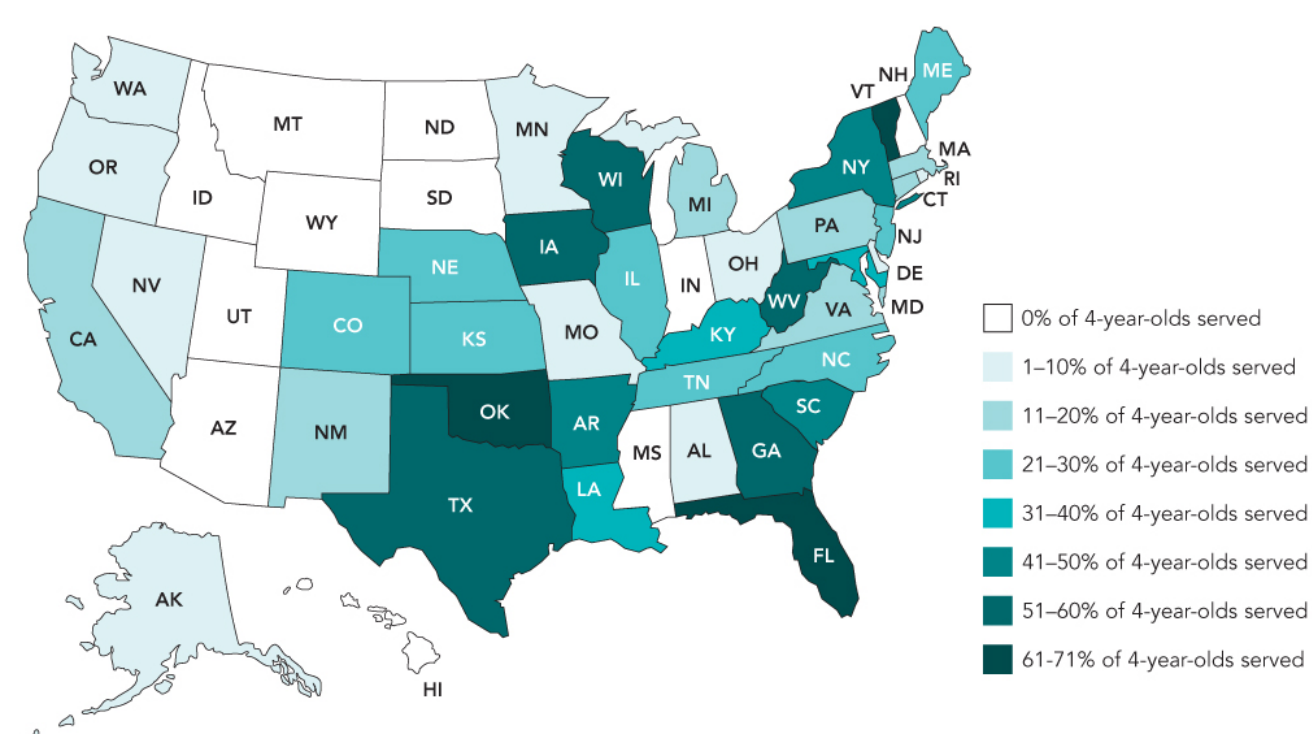 ME
NH
VT
WA
MT
ND
MN
MA
OR
NY
RI
ID
SD
WI
CT
MI
WY
PA
NJ
IA
NE
OH
DE
NV
IL
IN
WV
MD
UT
VA
CO
KY
CA
KS
MO
NC
TN
OK
SC
AZ
NM
AR
MS
AL
GA
LA
TX
FL
AK
HI
0% of 4-year-olds served
1–10% of 4-year-olds served
11–20% of 4-year-olds served
21–30% of 4-year-olds served
31–40% of 4-year-olds served
41–50% of 4-year-olds served
51–60% of 4-year-olds served
61-71% of 4-year-olds served